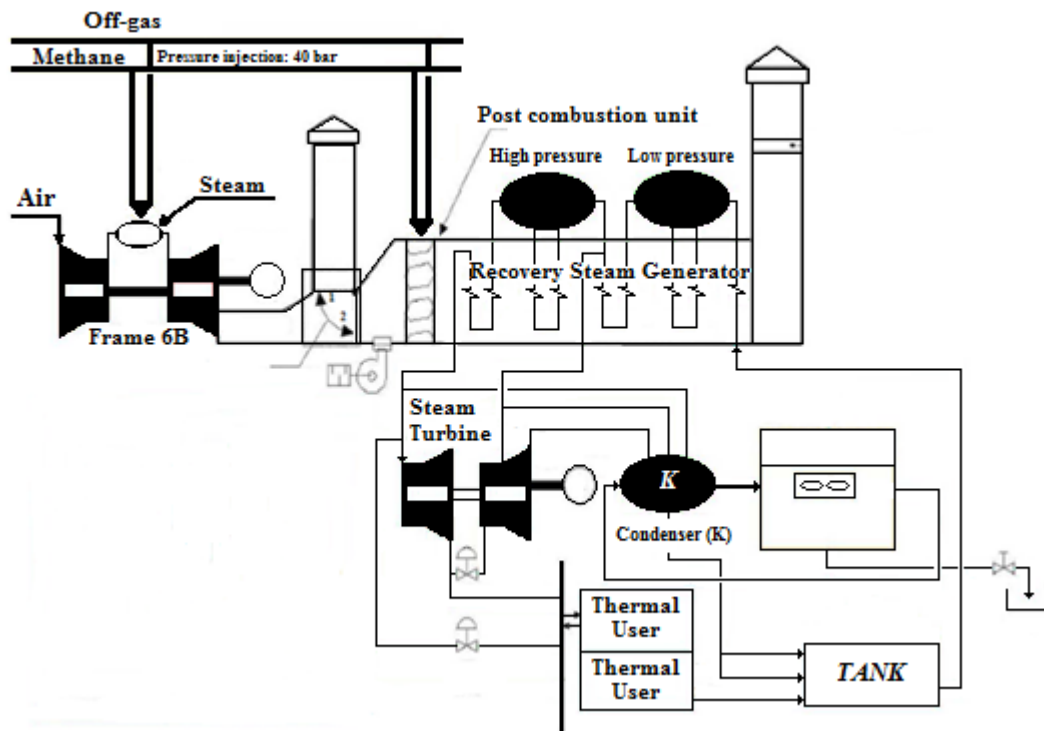 Off-gas
Methane
Pressure injection: 40 bar
Post combustion unit
High pressure
Low pressure
Steam
Air
Recovery Steam Generator
1
2
Frame 6B
Steam
Turbine
K
Condenser (K)
Thermal
User
Thermal
User
TANK